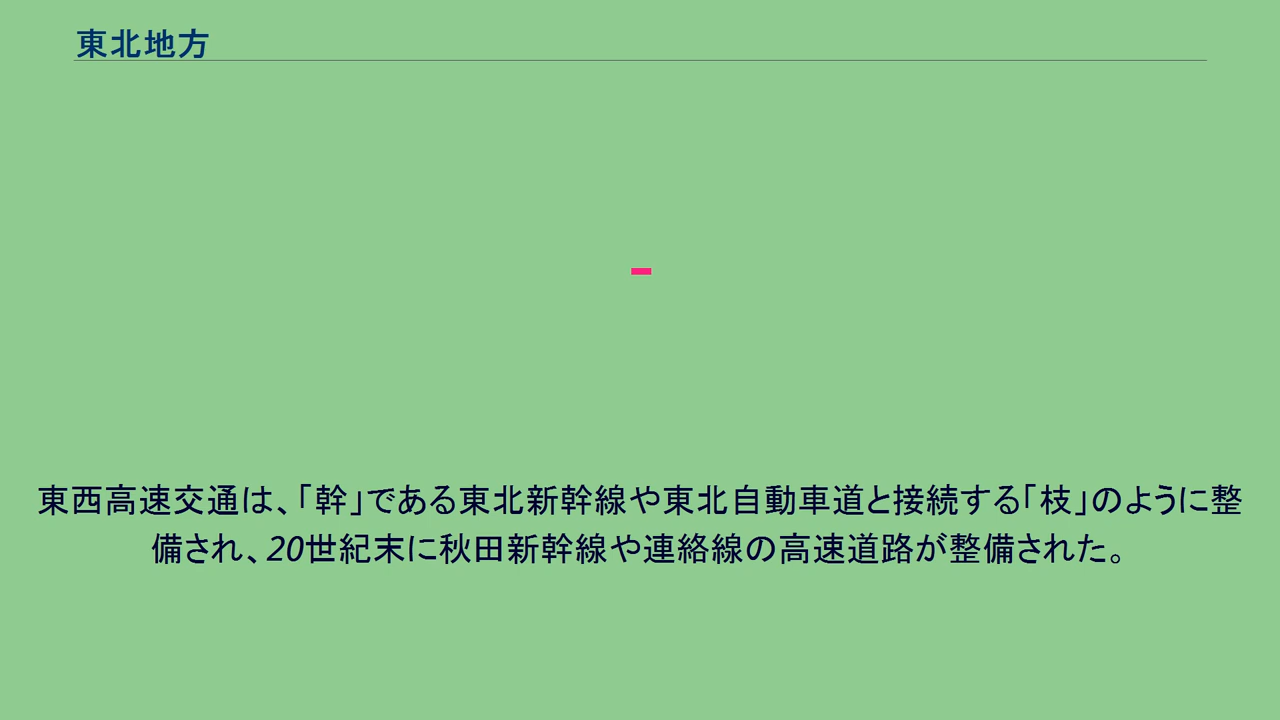 東北地方
-
東西高速交通は、「幹」である東北新幹線や東北自動車道と接続する「枝」のように整
備され、20世紀末に秋田新幹線や連絡線の高速道路が整備された。